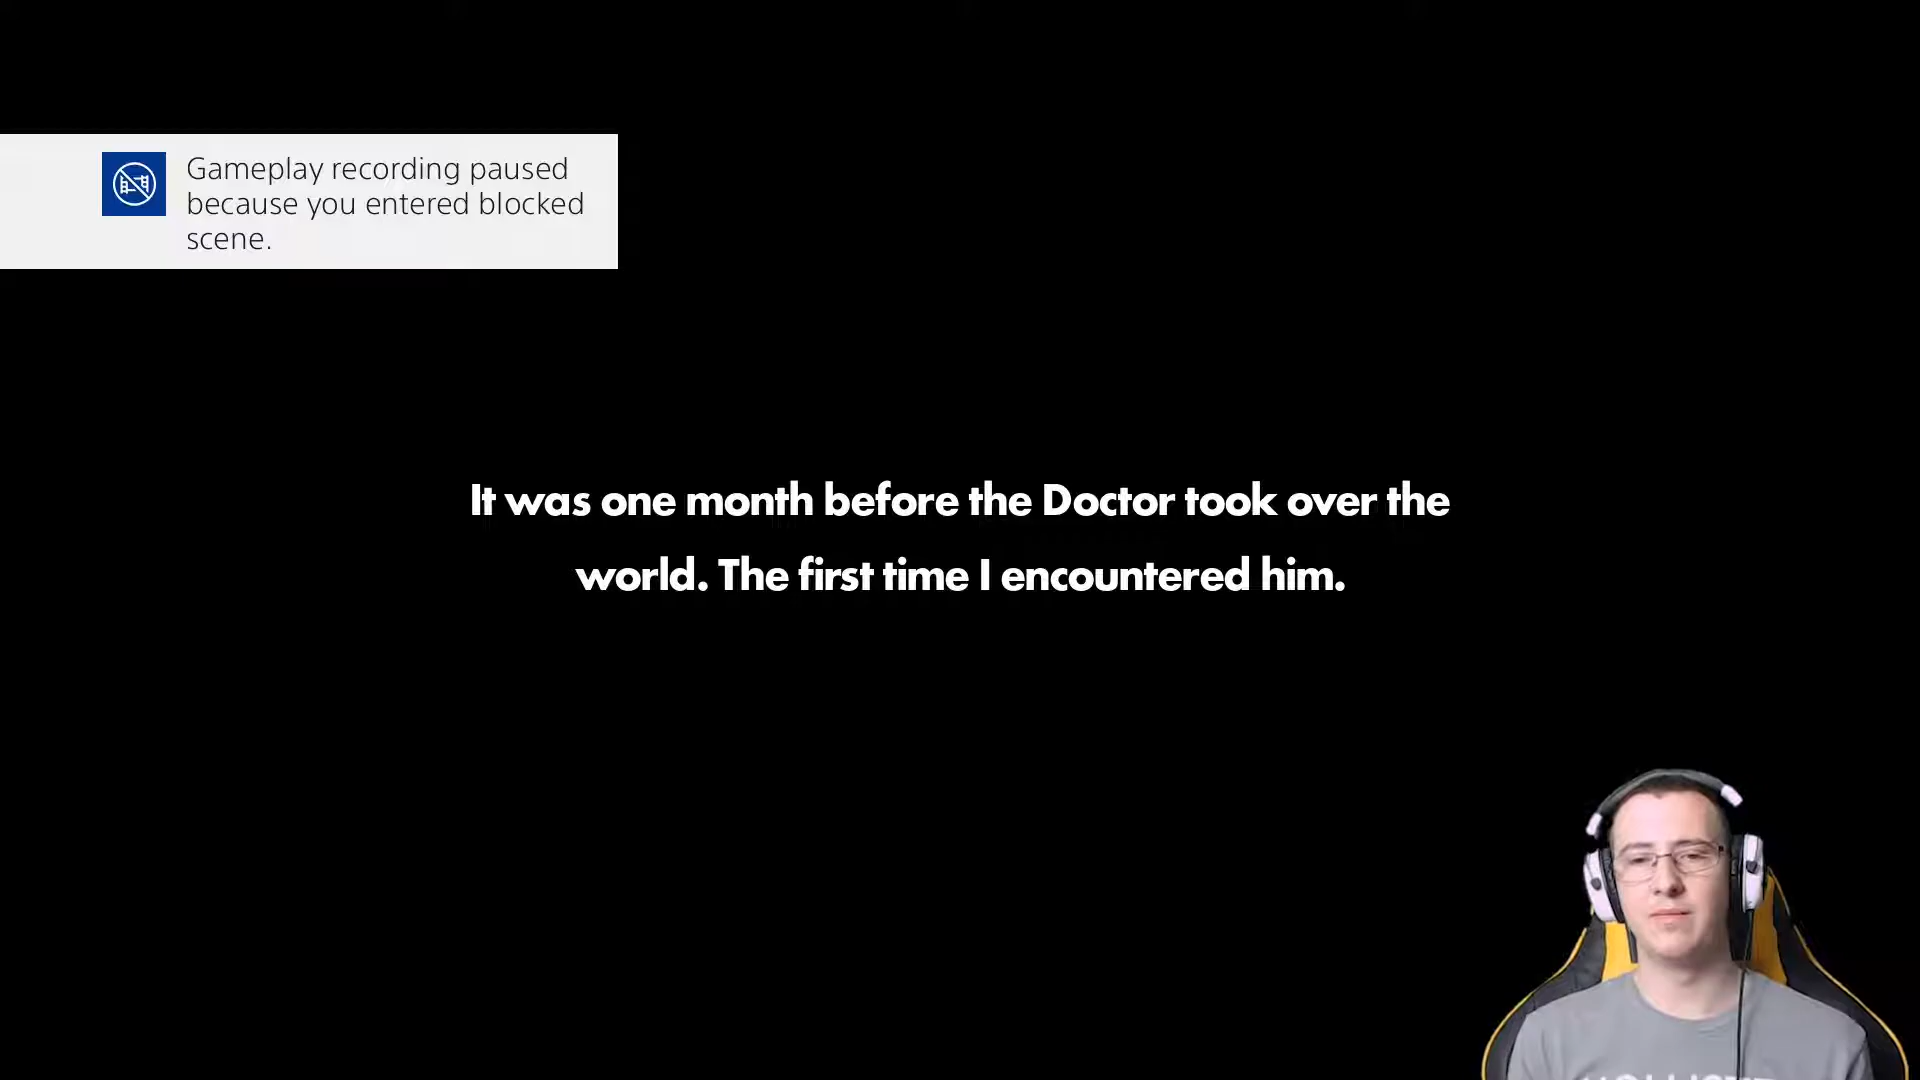 Gameplay recording paused
because you entered blocked
scene.
It was one month before the Doctor took over the
world. The first time I encountered him.